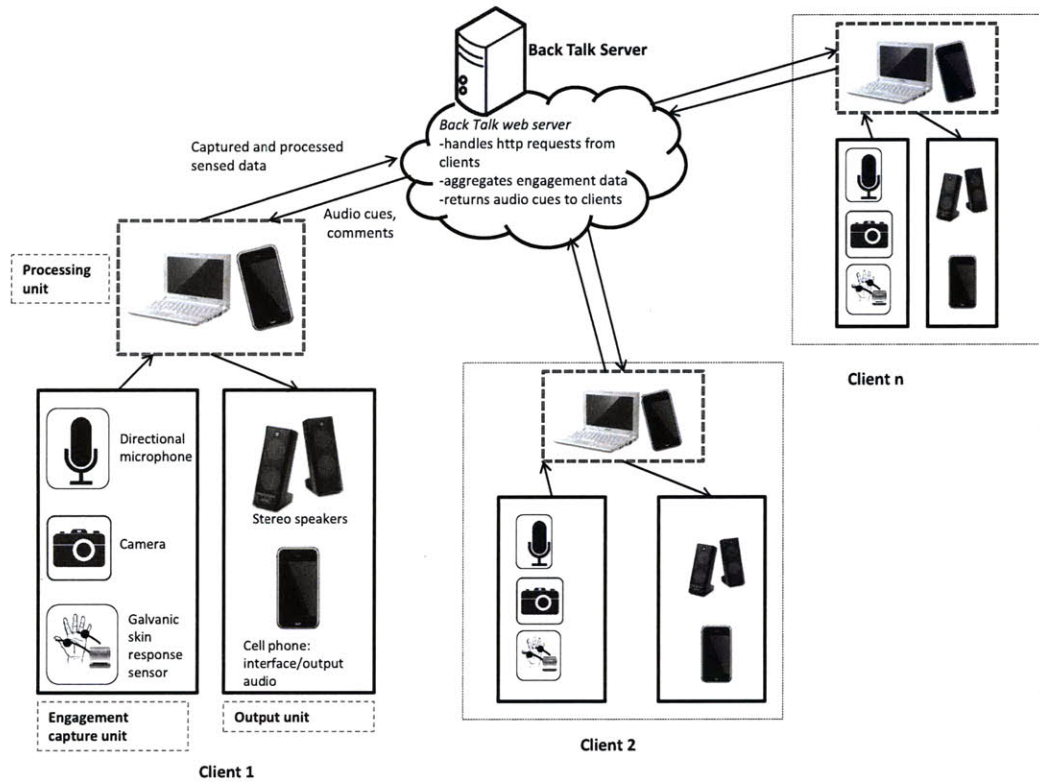 Back Talk Server
Back Talk web server
-handles http requests from
clients
-aggregates engagement data
-returns audio cues to clients
Captured and processed
sensed data
Audio cues,
comments
Processing
unit
Directional
microphone
Camera
Galvanic
skin
response
sensor
Stereo speakers
Cell phone:
interface/output
audio
Engagement
capture unit
Output unit
Client 1
Client 2
Client n